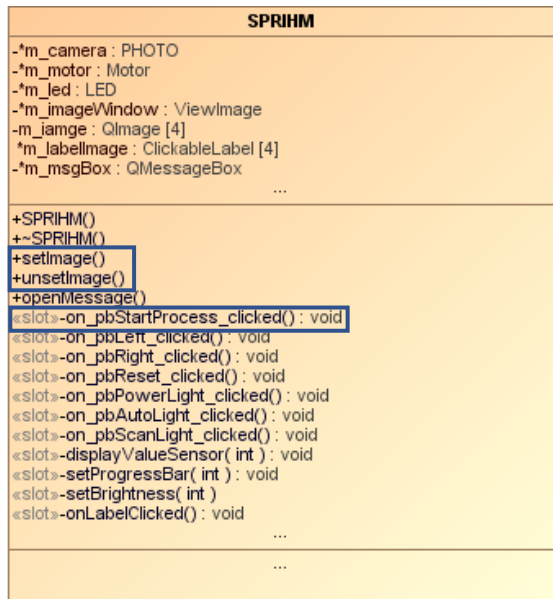 SPRIHM
-*m_camera : PHOTO
-*m_motor : Motor
-*m_led : LED
-*m_imageWindow : ViewImage
-m_iamge : QImage [4]
*m_labelImage : ClickableLabel [4]
-*m_msgBox : QMessageBox
...
+SPRIHM()
+~SPRIHM()
+setImage()
+unsetImage()
+openMessage()
«slot»-on_pbStartProcess_clicked() : void
«slot»-on_pbLeft_clicked() : void
«slot»-on_pbRight_clicked() : void
«slot»-on_pbReset_clicked() : void
«slot»-on_pbPowerLight_clicked() : void
«slot»-on_pbAutoLight_clicked() : void
«slot»-on_pbScanLight_clicked() : void
«slot»-displayValueSensor( int ) : void
«slot»-setProgressBar( int ) : void
«slot»-setBrightness( int )
«slot»-onLabelClicked() : void
...
...